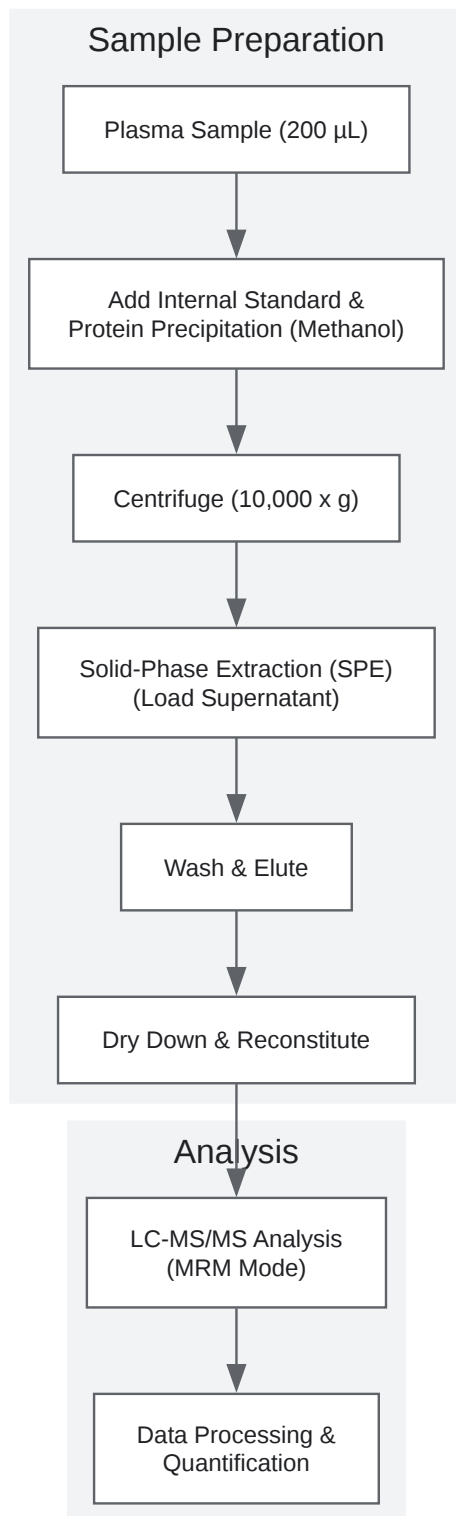 Sample Preparation
Plasma Sample (200 µL)
Add Internal Standard &
Protein Precipitation (Methanol)
Centrifuge (10,000 x g)
Solid-Phase Extraction (SPE)
(Load Supernatant)
Wash & Elute
Dry Down & Reconstitute
Analysis
LC-MS/MS Analysis
(MRM Mode)
Data Processing &
Quantification